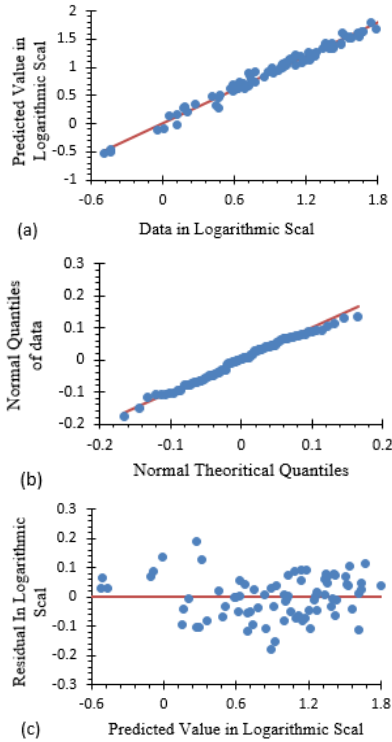 2
1.5
1
0.5
0
-0.5
-1
-0.6 0 0.6 1.2 1.8
Predicted Value in
Logarithmic Scal
(a)
Data in Logarithmic Scal
0.3
0.2
0.1
0
-0.1
-0.2
-0.2 -0.1 0 0.1 0.2
Normal Quantiles
of data
(b)
Normal Theoritical Quantiles
0.3
0.2
0.1
0
-0.1
-0.2
-0.3
-0.6 0 0.6 1.2 1.8
Residual In Logarithmic
Scal
(c)
Predicted Value in Logarithmic Scal